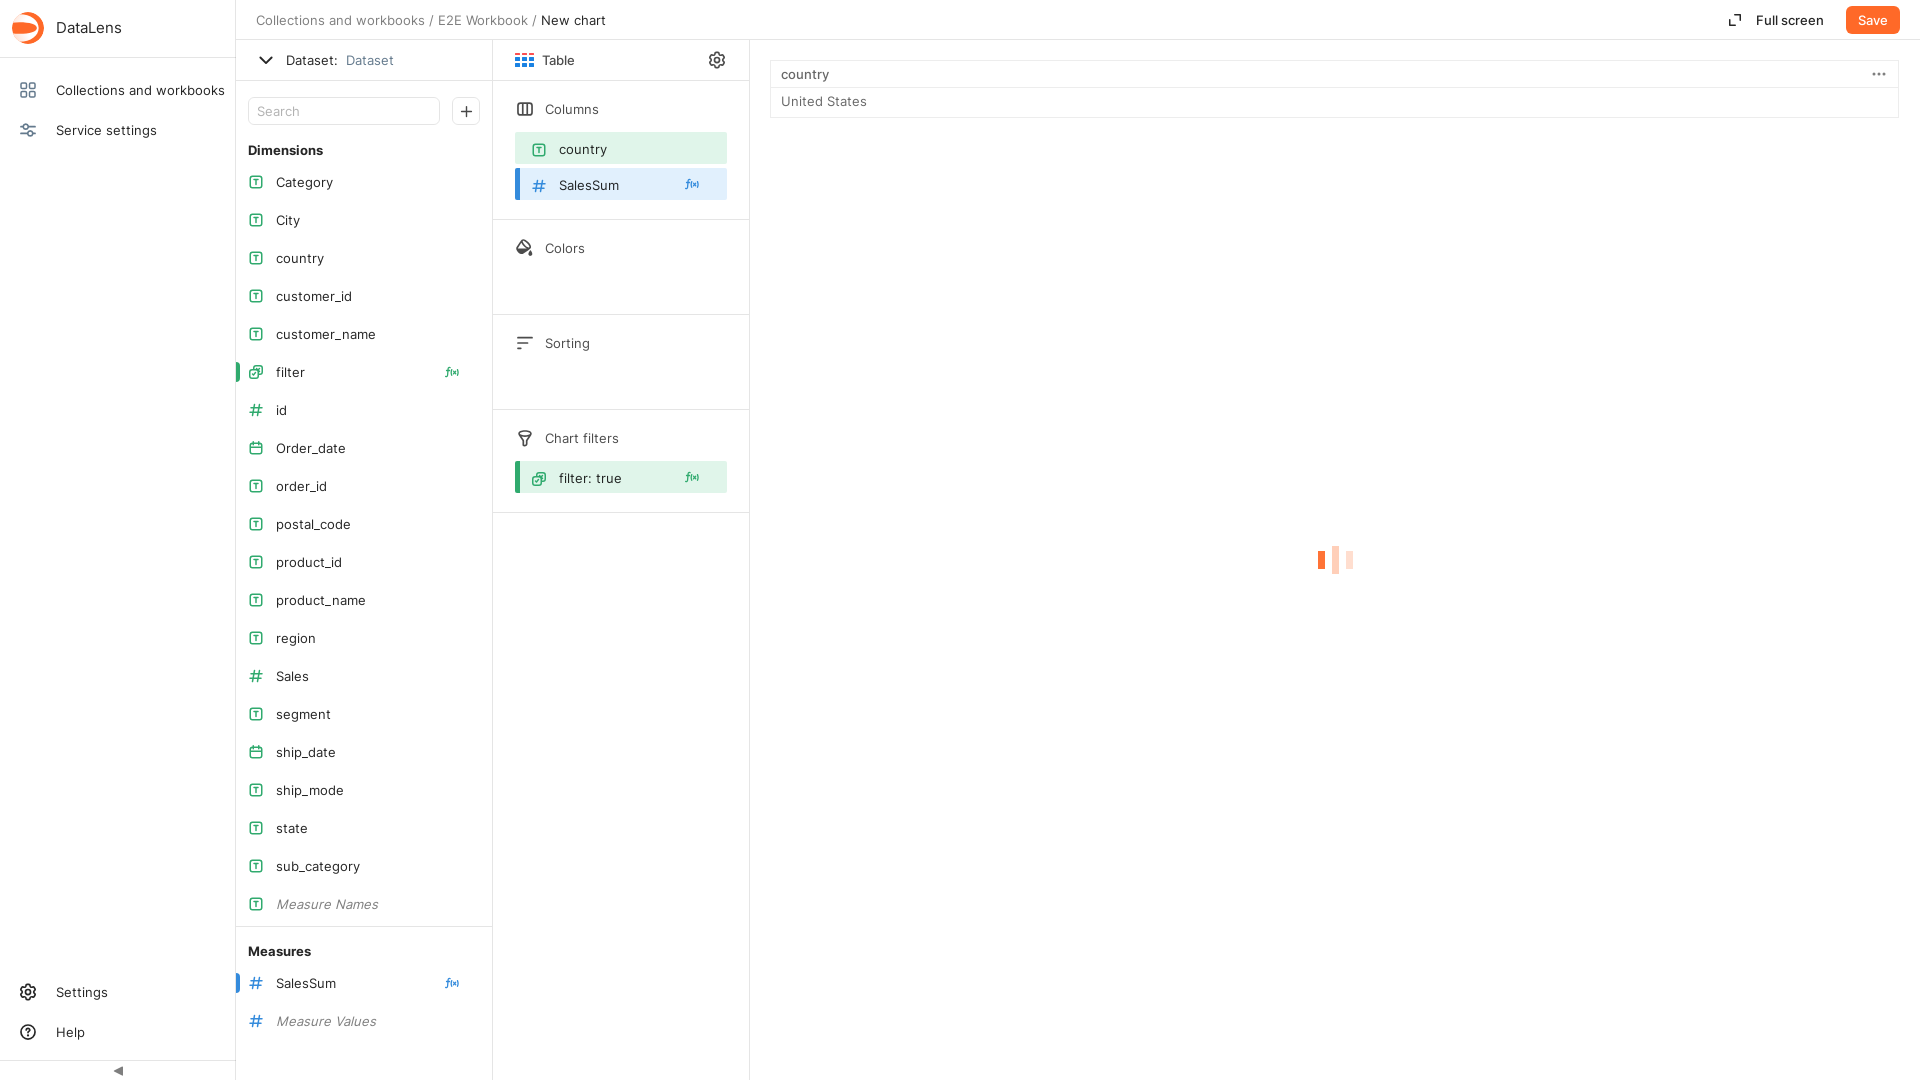 DataLens
Collections and workbooks
Service settings
Settings
Help
Collections and workbooks / E2E Workbook / New chart
Full screen
Save
Dataset: Dataset
Search
Dimensions
Category
City
country
customer_id
customer_name
filter
id
Order_date
order_id
postal_code
product_id
product_name
region
Sales
segment
ship_date
ship_mode
state
sub_category
Measure Names
Measures
SalesSum
Measure Values
Table
Columns
country
SalesSum
Colors
Sorting
Chart filters
filter: true
country
United States